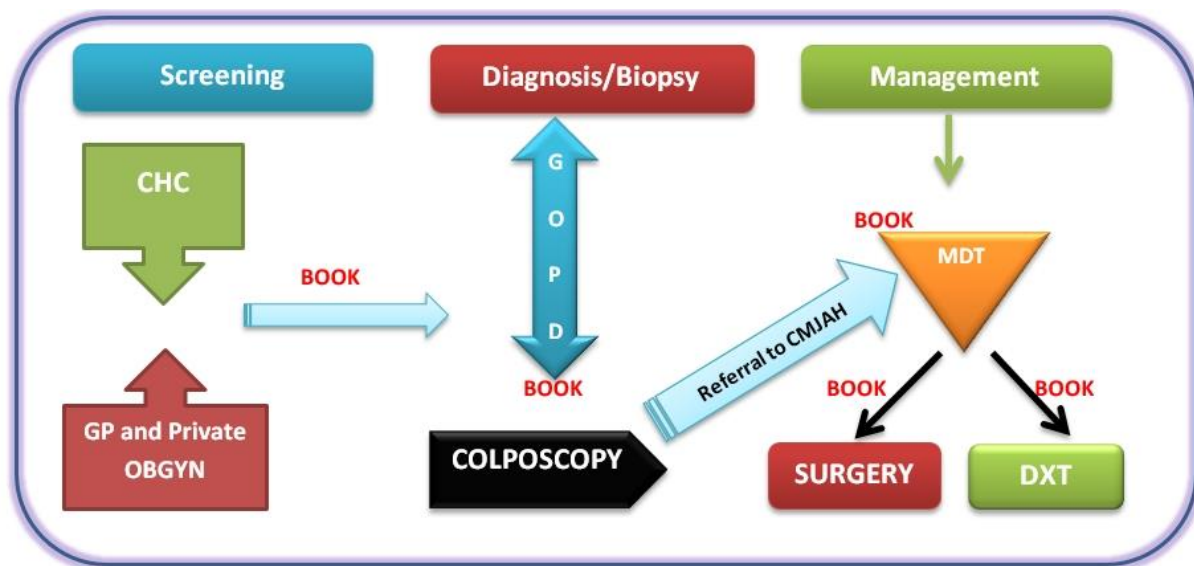 Screening
Diagnosis/Biopsy
Management
CHC
GP and Private
OBGYN
BOOK
G
O
P
D
BOOK
COLPOSCOPY
Referral to CMJAH
BOOK
MDT
BOOK
BOOK
SURGERY
DXT